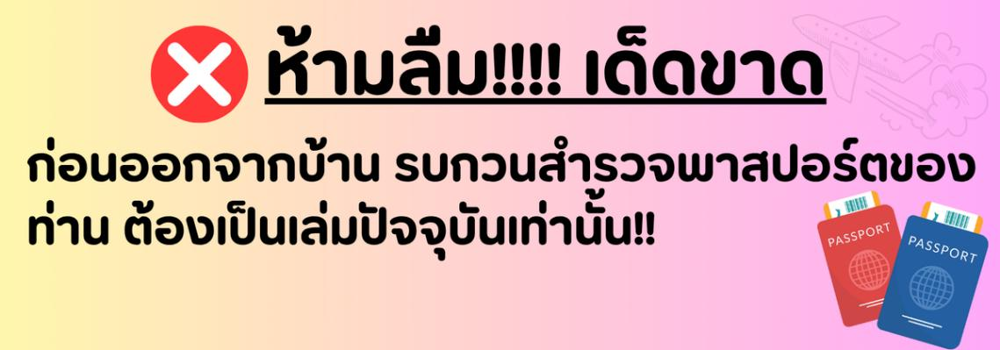 ห้ามลืม!!!! เด็ดขาด
ก่อนออกจากบ้าน รบกวนสำรวจพาสปอร์ตของ
ท่าน ต้องเป็นเล่มปัจจุบันเท่านั้น!!
PASSPORT
PASSPORT